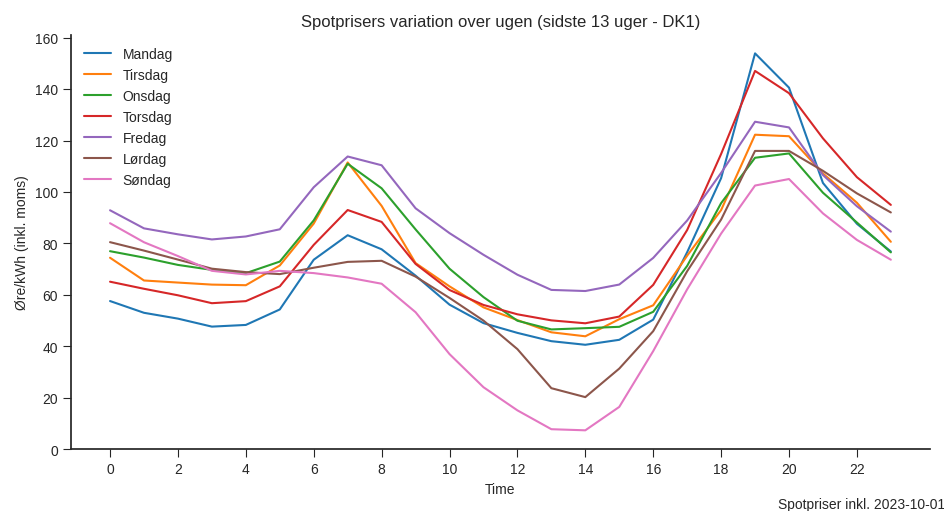 Spotprisers variation over ugen (sidste 13 uger - DK1)
Øre/kWh (inkl. moms)
160
140
120
100
80
60
40
20
0
Mandag
Tirsdag
Onsdag
Torsdag
Fredag
Lørdag
Søndag
0 2 4 6 8 10 12 14 16 18 20 22
Time
Spotpriser inkl. 2023-10-01